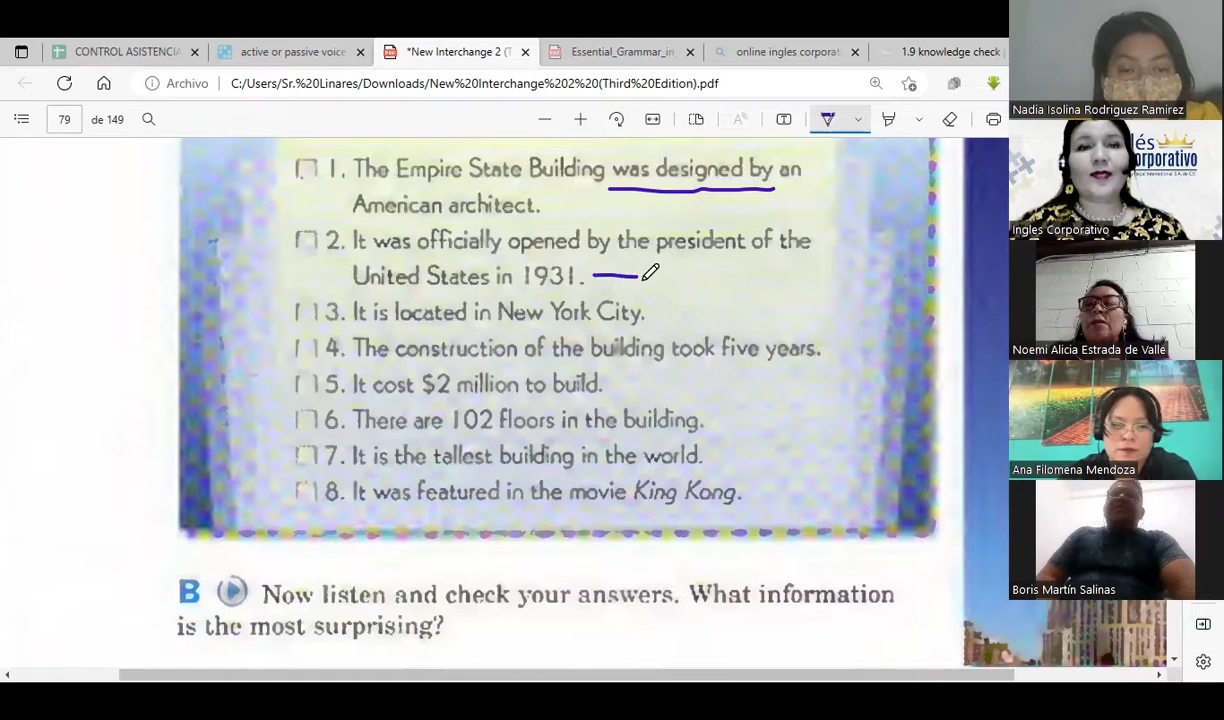 CONTROL ASISTENCIA
active or passive voice
*New Interchange 2 (T
Essential_Grammar_in_
online ingles corporat
1.9 knowledge check
Archivo
C:/Users/Sr.%20Linares/Downloads/New%20Interchange%202%20(Third%20Edition).pdf
79
de 149
1. The Empire State Building was designed by an
American architect.
2. It was officially opened by the president of the
United States in 1931.
3. It is located in New York City.
4. The construction of the building took five years.
5. It cost $2 million to build.
6. There are 102 floors in the building.
7. It is the tallest building in the world.
8. It was featured in the movie King Kong.
B Now listen and check your answers. What information
is the most surprising?
Nadia Isolina Rodriguez Ramirez
Ingles Corporativo
Noemi Alicia Estrada de Valle
Ana Filomena Mendoza
Boris Martín Salinas